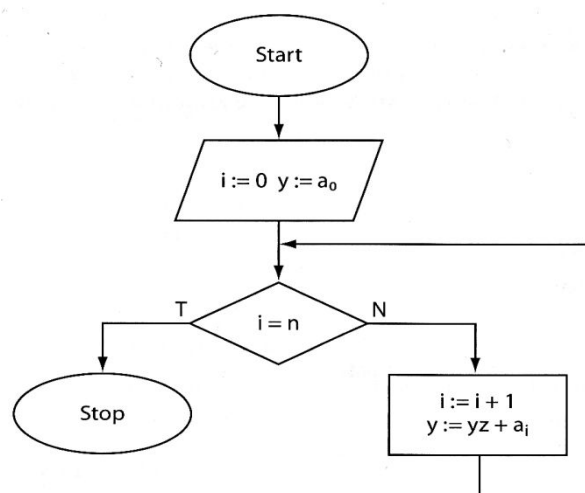 Start
i := 0 y := a₀
T
N
i = n
Stop
i := i + 1
y := yz + aᵢ